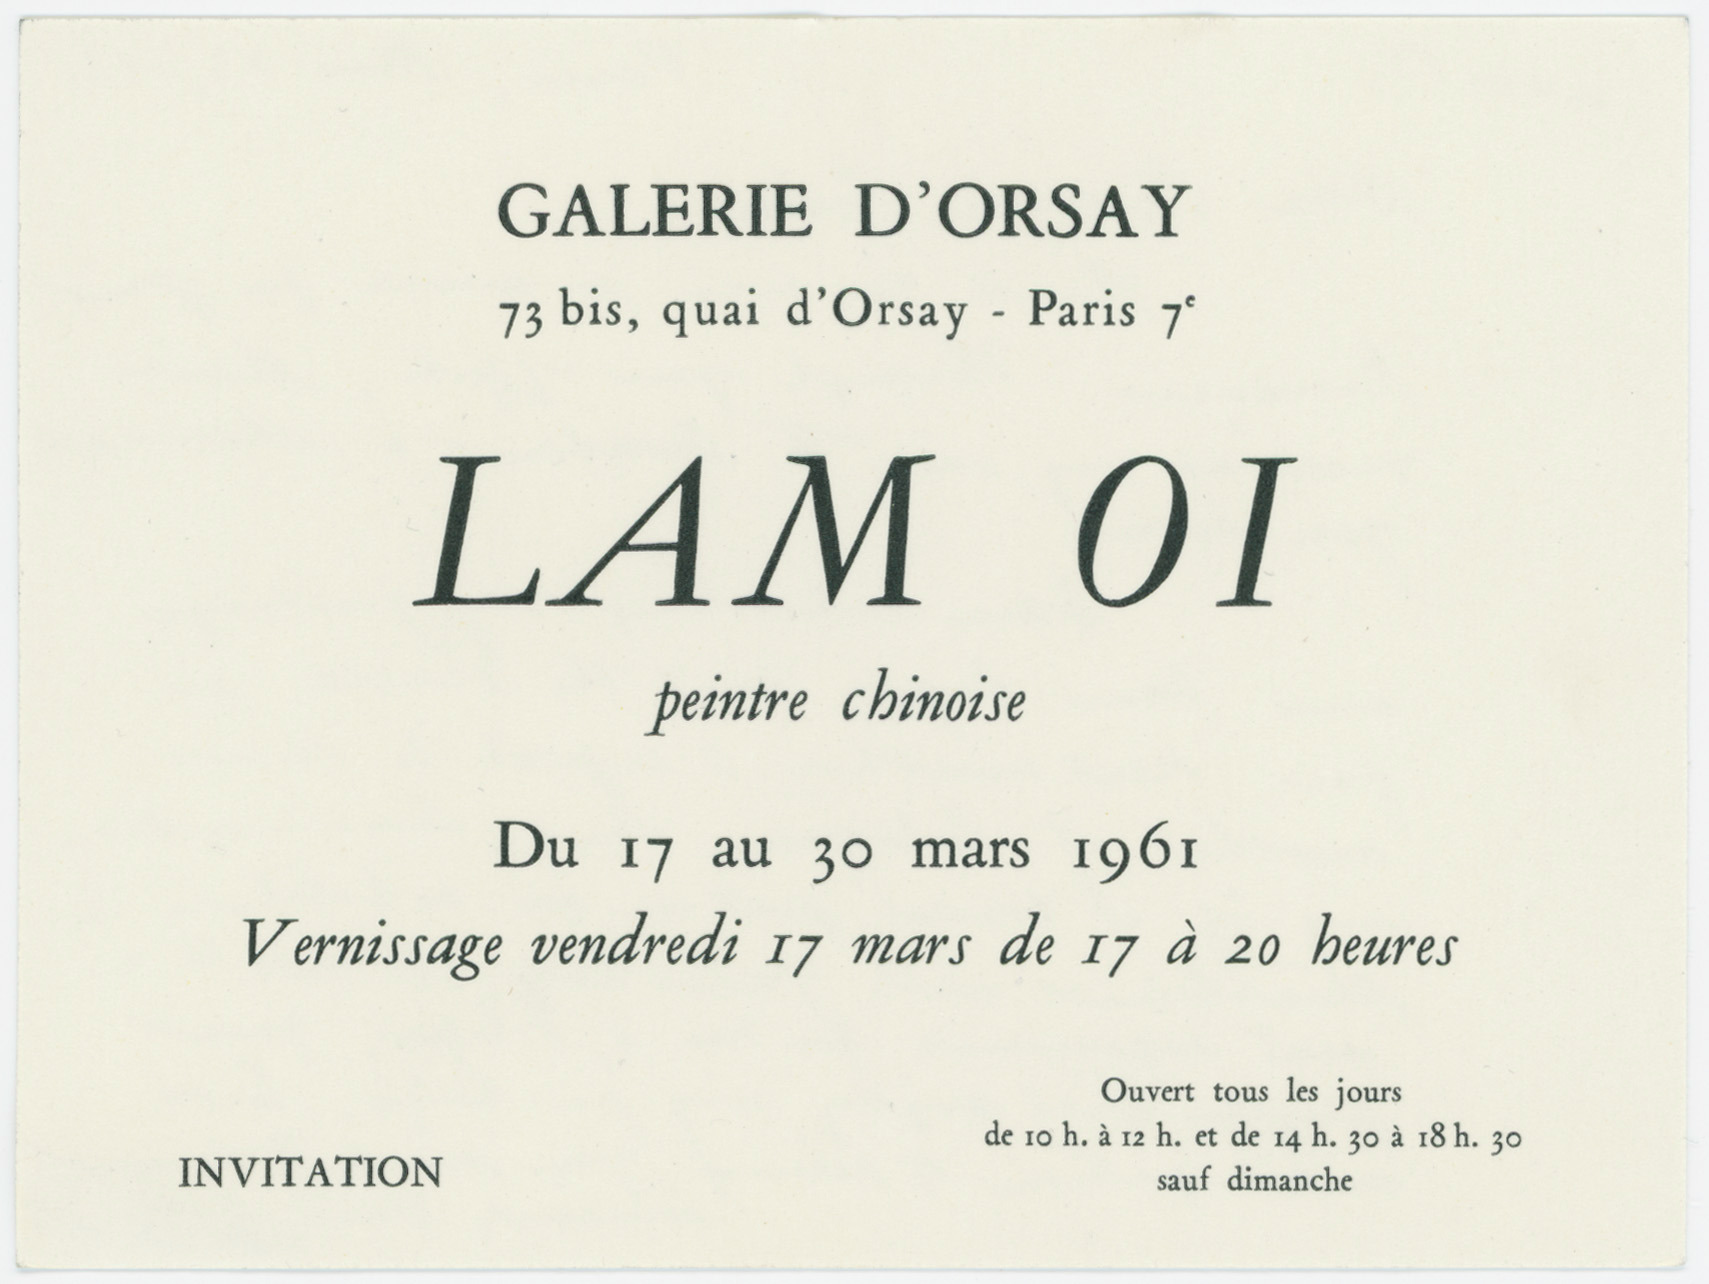 GALERIE D'ORSAY
73 bis, quai d'Orsay - Paris 7e
LAM OI
peintre chinoise
Du 17 au 30 mars 1961
Vernissage vendredi 17 mars de 17 à 20 heures
INVITATION
Ouvert tous les jours
de 10 h. à 12 h. et de 14 h. 30 à 18 h. 30
sauf dimanche